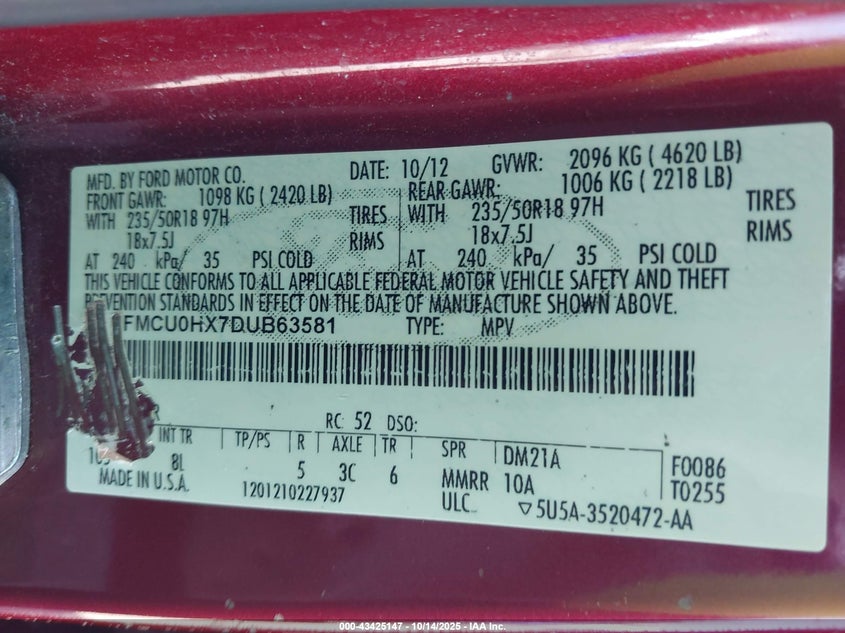 MFD. BY FORD MOTOR CO. DATE: 10/12 GVWR: 2096 KG ( 4620 LB)
FRONT GAWR: 1098 KG ( 2420 LB) REAR GAWR: 1006 KG ( 2218 LB)
WITH 235/50R18 97H TIRES WITH 235/50R18 97H TIRES
18x7.5J RIMS 18x7.5J RIMS
AT 240 kPa/ 35 PSI COLD AT 240 kPa/ 35 PSI COLD
THIS VEHICLE CONFORMS TO ALL APPLICABLE FEDERAL MOTOR VEHICLE SAFETY AND THEFT
PREVENTION STANDARDS IN EFFECT ON THE DATE OF MANUFACTURE SHOWN ABOVE.
FMCU0HX7DUB63581 TYPE: MPV
RC: 52 DSO:
INT TR TP/PS R AXLE TR SPR DM21A F0086
8L 5 3C 6 MMRR 10A T0255
MADE IN U.S.A. 1201210227937 ULC ▽5U5A-3520472-AA
000-43425147 - 10/14/2025 - IAA Inc.